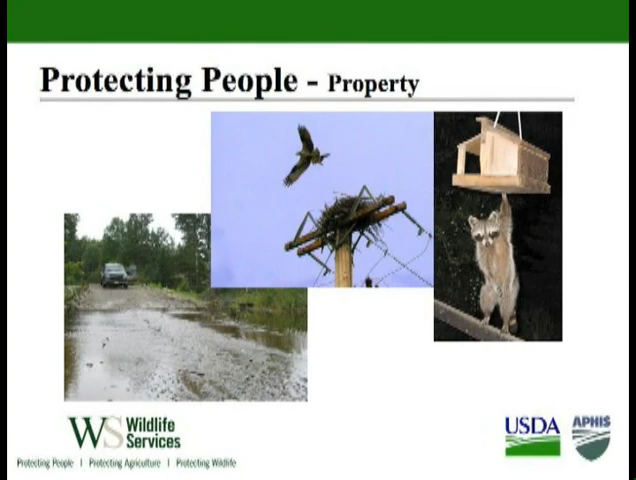 Protecting People - Property
WS Wildlife
Services
USDA
APHIS
Protecting People | Protecting Agriculture | Protecting Wildlife